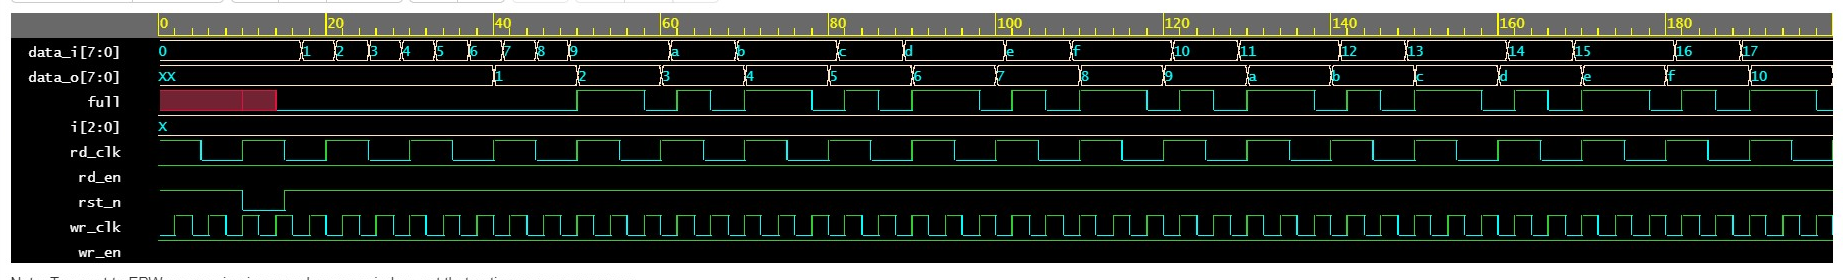 0 20 40 60 80 100 120 140 160 180
data_i[7:0] 0 1 2 3 4 5 6 7 8 9 a b c d e f 10 11 12 13 14 15 16 17
data_o[7:0] XX 1 2 3 4 5 6 7 8 9 a b c d e f 10
full
i[2:0] X
rd_clk
rd_en
rst_n
wr_clk
wr_en